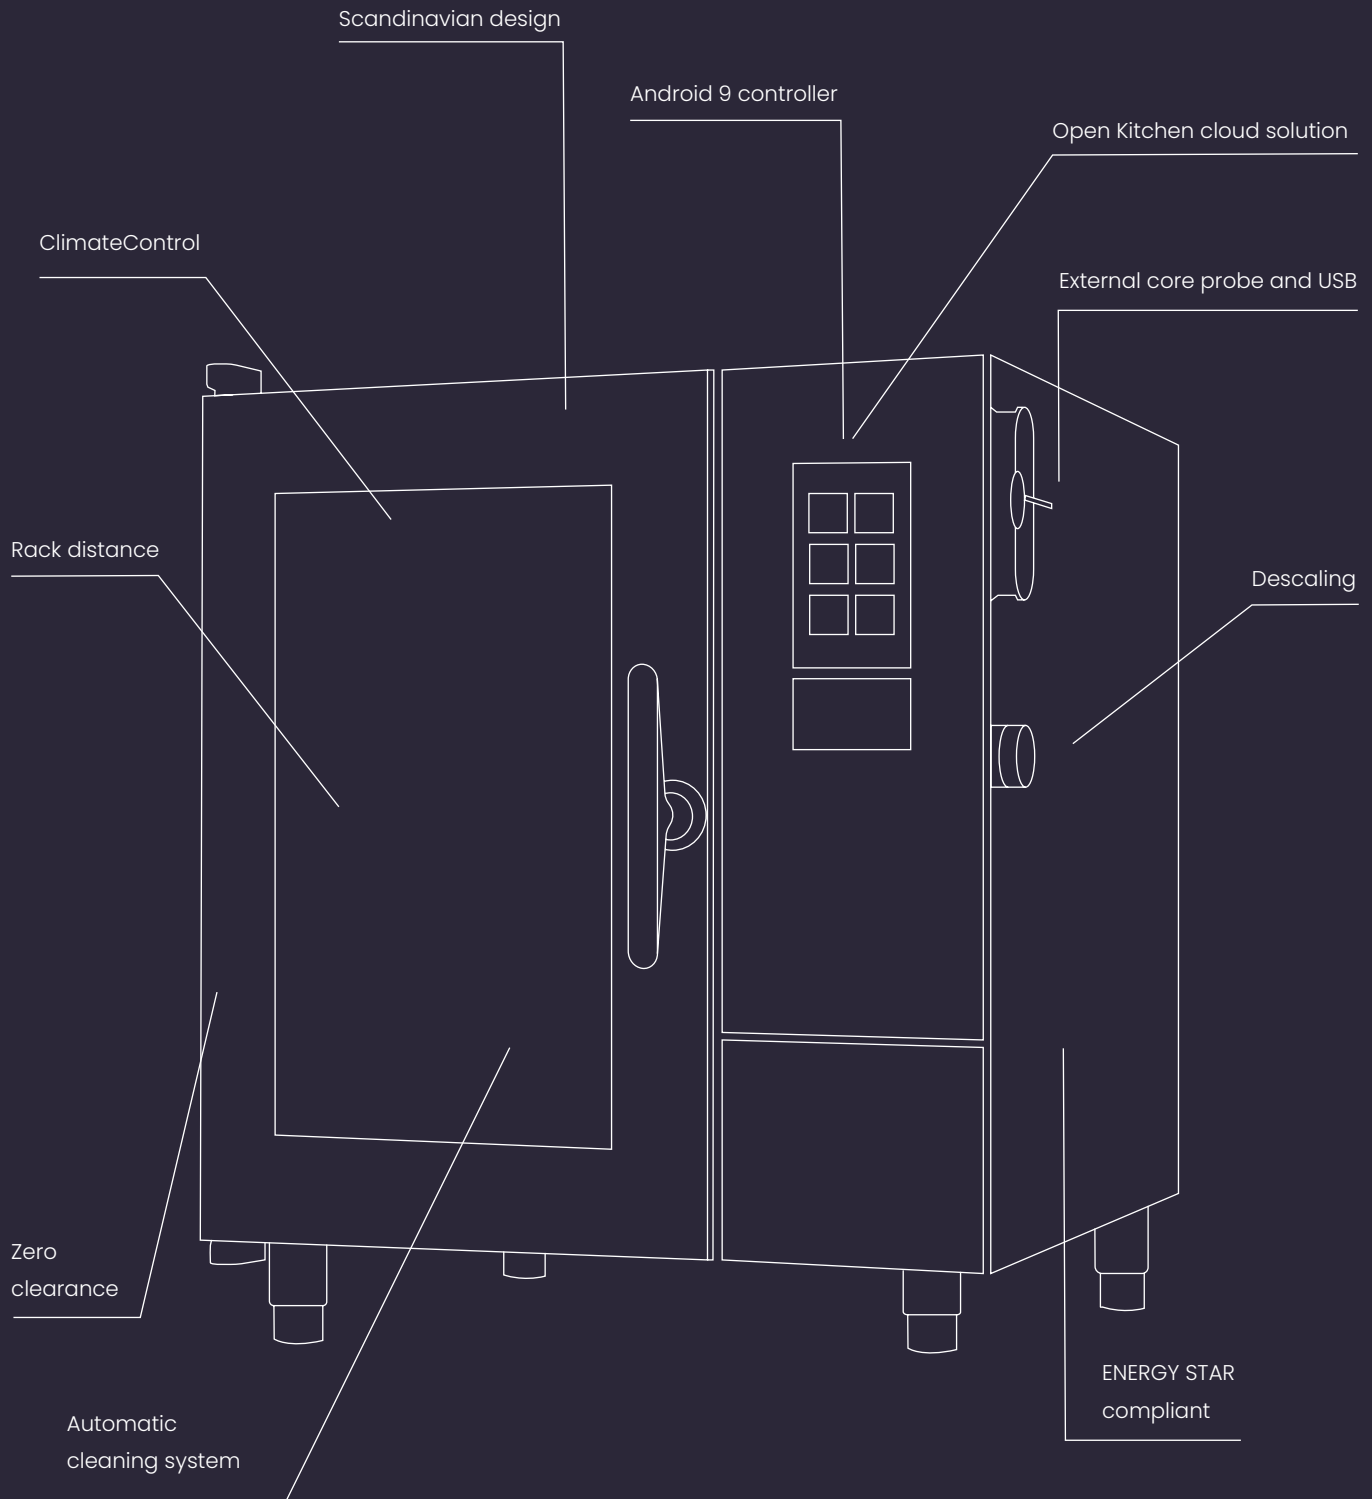 Scandinavian design
Android 9 controller
Open Kitchen cloud solution
ClimateControl
External core probe and USB
Rack distance
Descaling
Zero
clearance
ENERGY STAR
compliant
Automatic
cleaning system